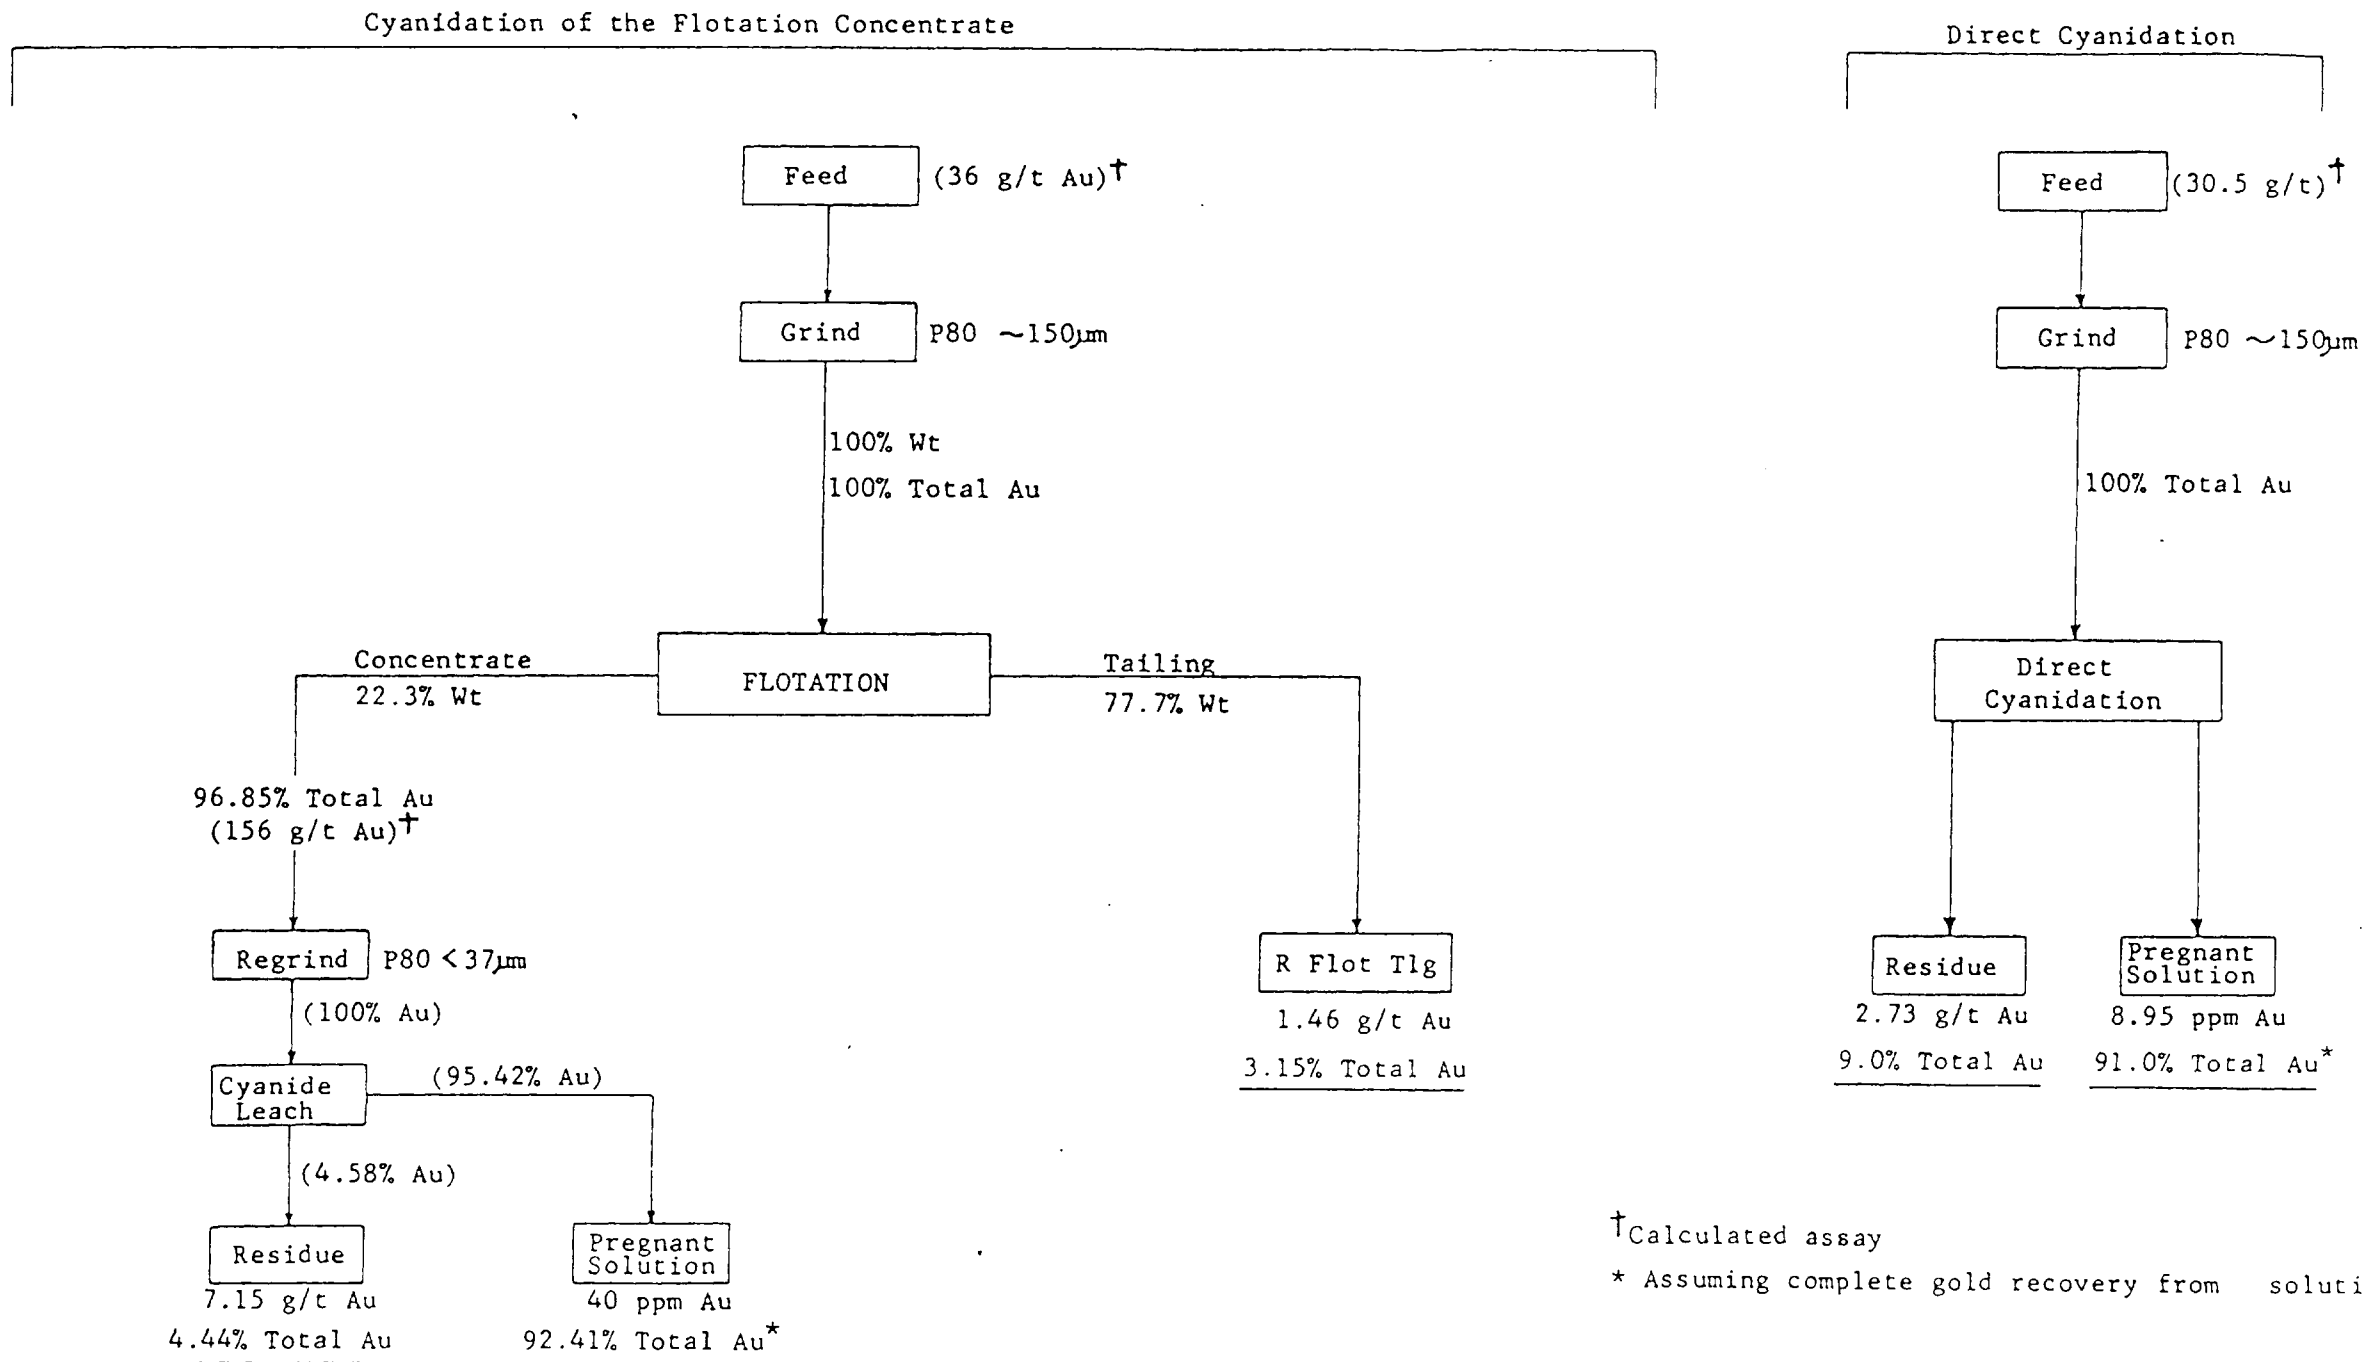 Cyanidation of the Flotation Concentrate
Feed
(36 g/t Au)†
Grind
P80 ~150µm
100% Wt
100% Total Au
FLOTATION
Concentrate
22.3% Wt
Tailing
77.7% Wt
96.85% Total Au
(156 g/t Au)†
Regrind
P80 <37µm
(100% Au)
Cyanide
Leach
(95.42% Au)
(4.58% Au)
Residue
7.15 g/t Au
4.44% Total Au
Pregnant
Solution
40 ppm Au
92.41% Total Au*
R Flot Tlg
1.46 g/t Au
3.15% Total Au
Direct Cyanidation
Feed
(30.5 g/t)†
Grind
P80 ~150µm
100% Total Au
Direct
Cyanidation
Residue
2.73 g/t Au
9.0% Total Au
Pregnant
Solution
8.95 ppm Au
91.0% Total Au*
†Calculated assay
* Assuming complete gold recovery from soluti